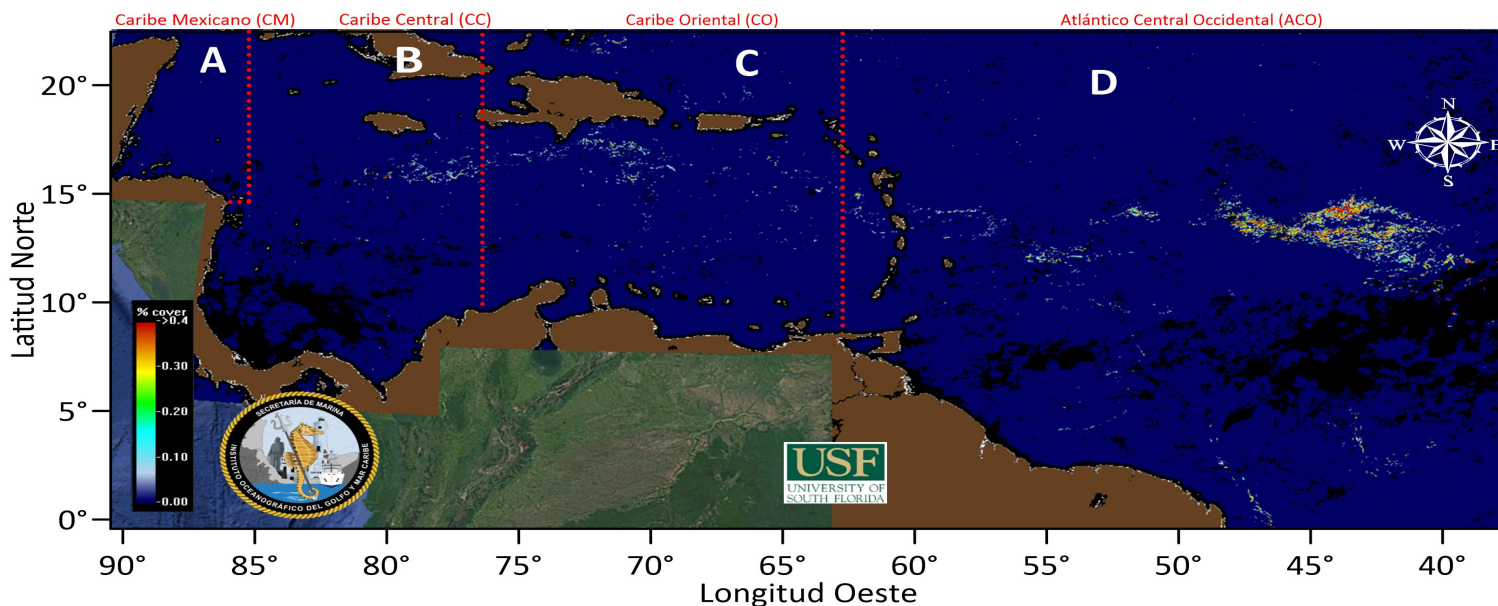 Caribe Mexicano (CM) Caribe Central (CC) Caribe Oriental (CO) Atlántico Central Occidental (ACO)
A B C D
N
W E
S
20°
15°
10°
5°
0°
Latitud Norte
% cover
->0.4
-0.30
-0.20
-0.10
-0.00
SECRETARÍA DE MARINA
INSTITUTO OCEANOGRÁFICO DEL GOLFO Y MAR CARIBE
USF
UNIVERSITY OF
SOUTH FLORIDA
90° 85° 80° 75° 70° 65° 60° 55° 50° 45° 40°
Longitud Oeste